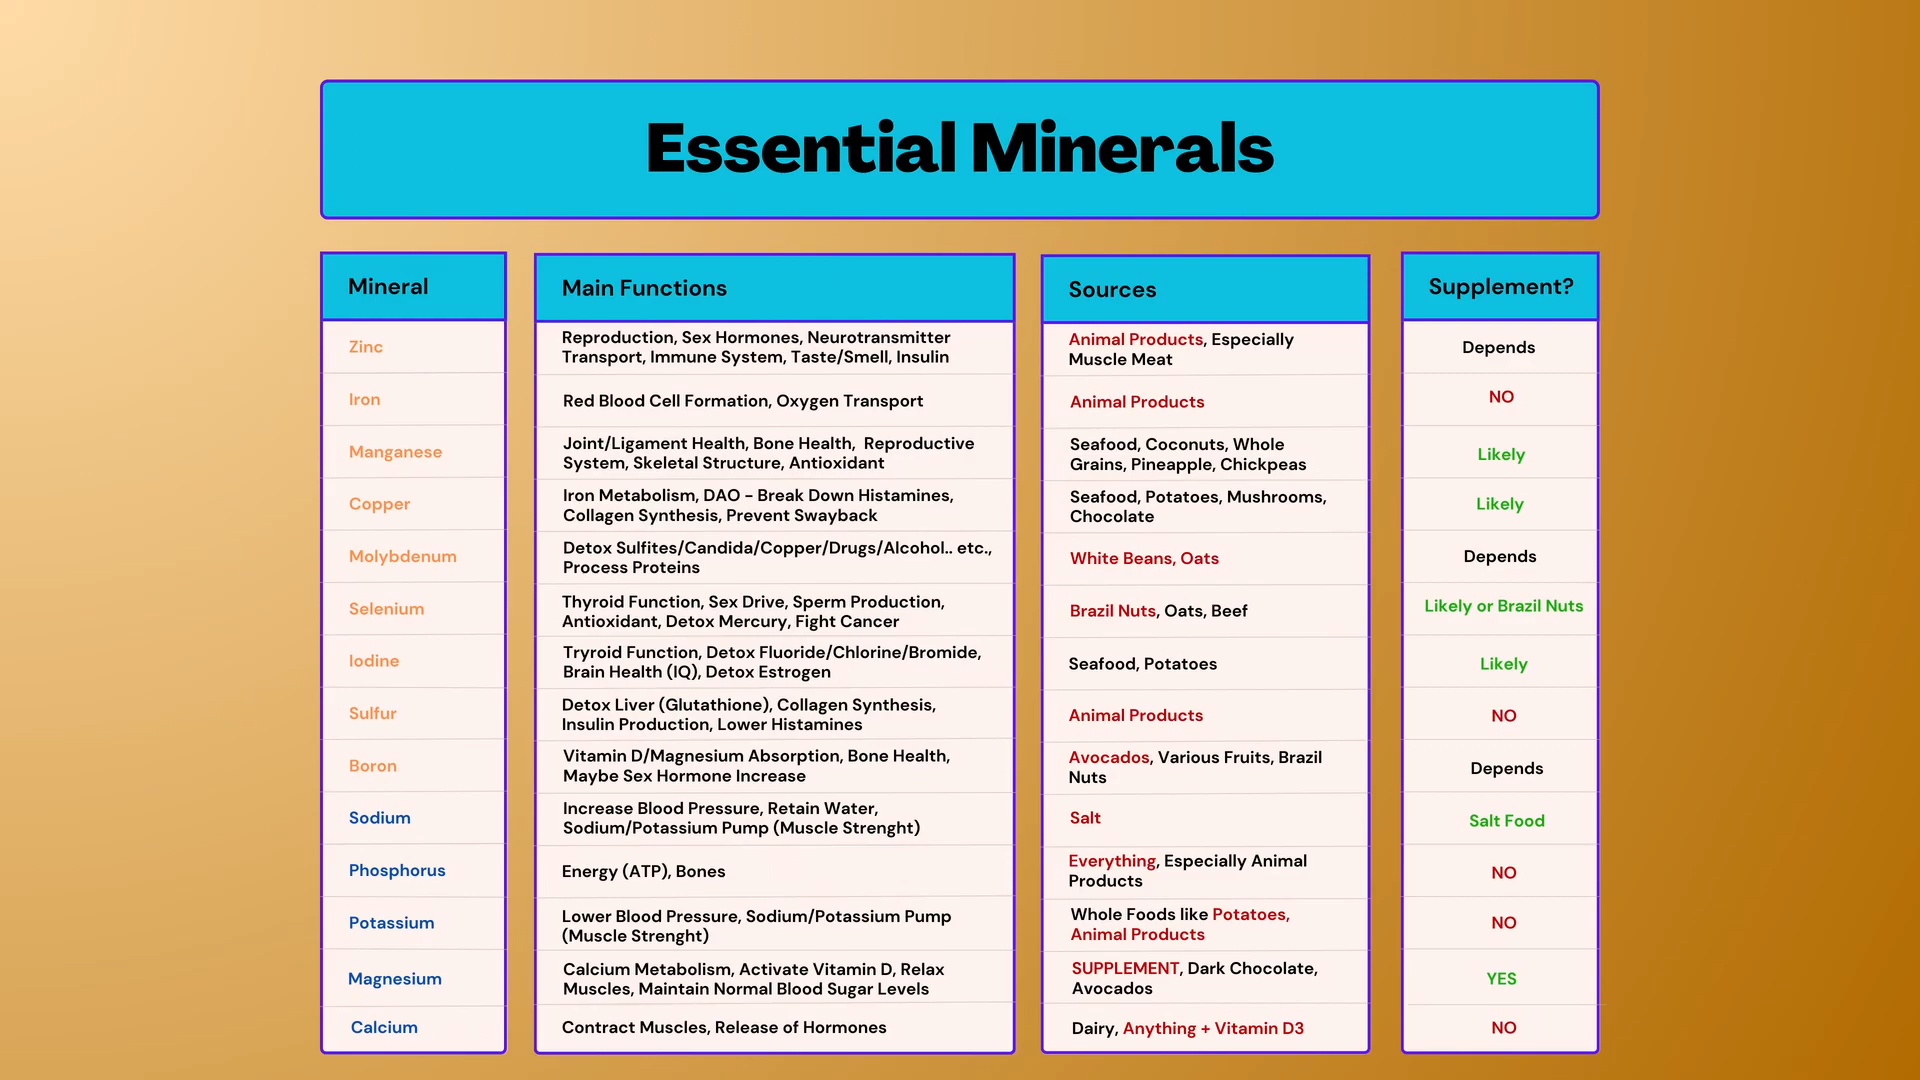 Essential Minerals
Mineral
Main Functions
Sources
Supplement?
Zinc
Reproduction, Sex Hormones, Neurotransmitter
Transport, Immune System, Taste/Smell, Insulin
Animal Products, Especially
Muscle Meat
Depends
Iron
Red Blood Cell Formation, Oxygen Transport
Animal Products
NO
Manganese
Joint/Ligament Health, Bone Health, Reproductive
System, Skeletal Structure, Antioxidant
Seafood, Coconuts, Whole
Grains, Pineapple, Chickpeas
Likely
Copper
Iron Metabolism, DAO - Break Down Histamines,
Collagen Synthesis, Prevent Swayback
Seafood, Potatoes, Mushrooms,
Chocolate
Likely
Molybdenum
Detox Sulfites/Candida/Copper/Drugs/Alcohol.. etc.,
Process Proteins
White Beans, Oats
Depends
Selenium
Thyroid Function, Sex Drive, Sperm Production,
Antioxidant, Detox Mercury, Fight Cancer
Brazil Nuts, Oats, Beef
Likely or Brazil Nuts
Iodine
Tryroid Function, Detox Fluoride/Chlorine/Bromide,
Brain Health (IQ), Detox Estrogen
Seafood, Potatoes
Likely
Sulfur
Detox Liver (Glutathione), Collagen Synthesis,
Insulin Production, Lower Histamines
Animal Products
NO
Boron
Vitamin D/Magnesium Absorption, Bone Health,
Maybe Sex Hormone Increase
Avocados, Various Fruits, Brazil
Nuts
Depends
Sodium
Increase Blood Pressure, Retain Water,
Sodium/Potassium Pump (Muscle Strenght)
Salt
Salt Food
Phosphorus
Energy (ATP), Bones
Everything, Especially Animal
Products
NO
Potassium
Lower Blood Pressure, Sodium/Potassium Pump
(Muscle Strenght)
Whole Foods like Potatoes,
Animal Products
NO
Magnesium
Calcium Metabolism, Activate Vitamin D, Relax
Muscles, Maintain Normal Blood Sugar Levels
SUPPLEMENT, Dark Chocolate,
Avocados
YES
Calcium
Contract Muscles, Release of Hormones
Dairy, Anything + Vitamin D3
NO